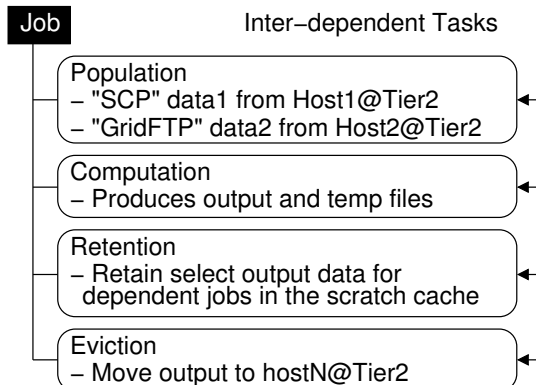 Job
Inter–dependent Tasks
Population
– "SCP" data1 from Host1@Tier2
– "GridFTP" data2 from Host2@Tier2
Computation
– Produces output and temp files
Retention
– Retain select output data for
dependent jobs in the scratch cache
Eviction
– Move output to hostN@Tier2